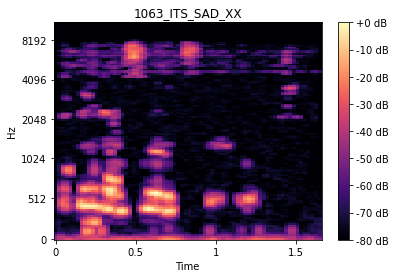 1063_ITS_SAD_XX
8192
4096
2048
1024
512
0
Hz
0
0.5
1
1.5
Time
+0 dB
-10 dB
-20 dB
-30 dB
-40 dB
-50 dB
-60 dB
-70 dB
-80 dB